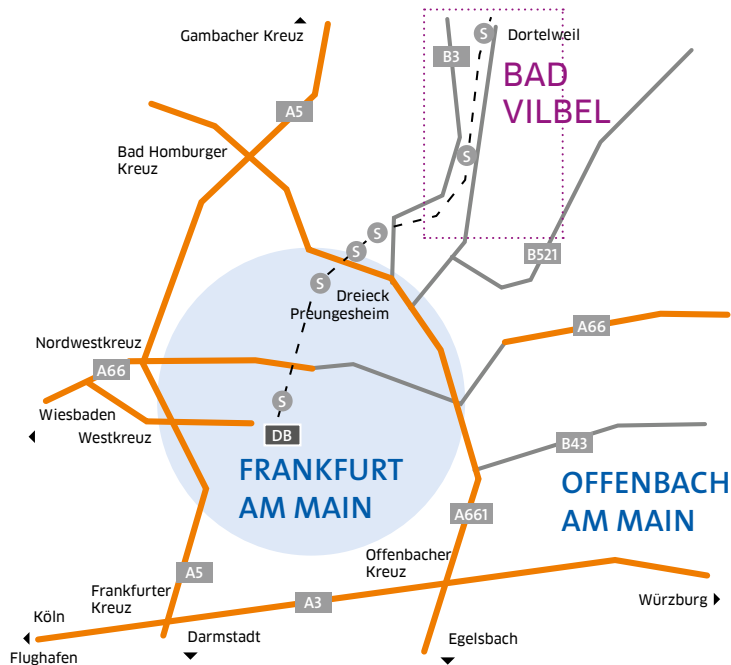 Gambacher Kreuz
S
Dortelweil
B3
BAD
VILBEL
A5
Bad Homburger
Kreuz
S
S
S
B521
S
Dreieck
Preungesheim
A66
Nordwestkreuz
A66
Wiesbaden
Westkreuz
S
DB
B43
FRANKFURT
AM MAIN
OFFENBACH
AM MAIN
A661
Offenbacher
Kreuz
A5
Frankfurter
Kreuz
A3
Würzburg
Köln
Flughafen
Darmstadt
Egelsbach